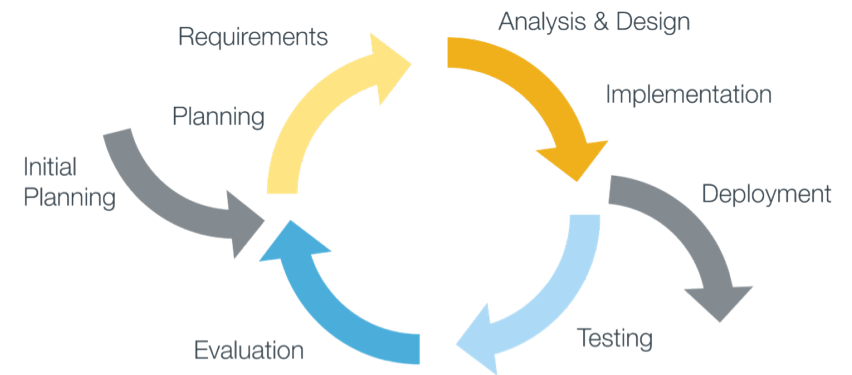 Analysis & Design
Requirements
Implementation
Planning
Initial
Planning
Deployment
Testing
Evaluation